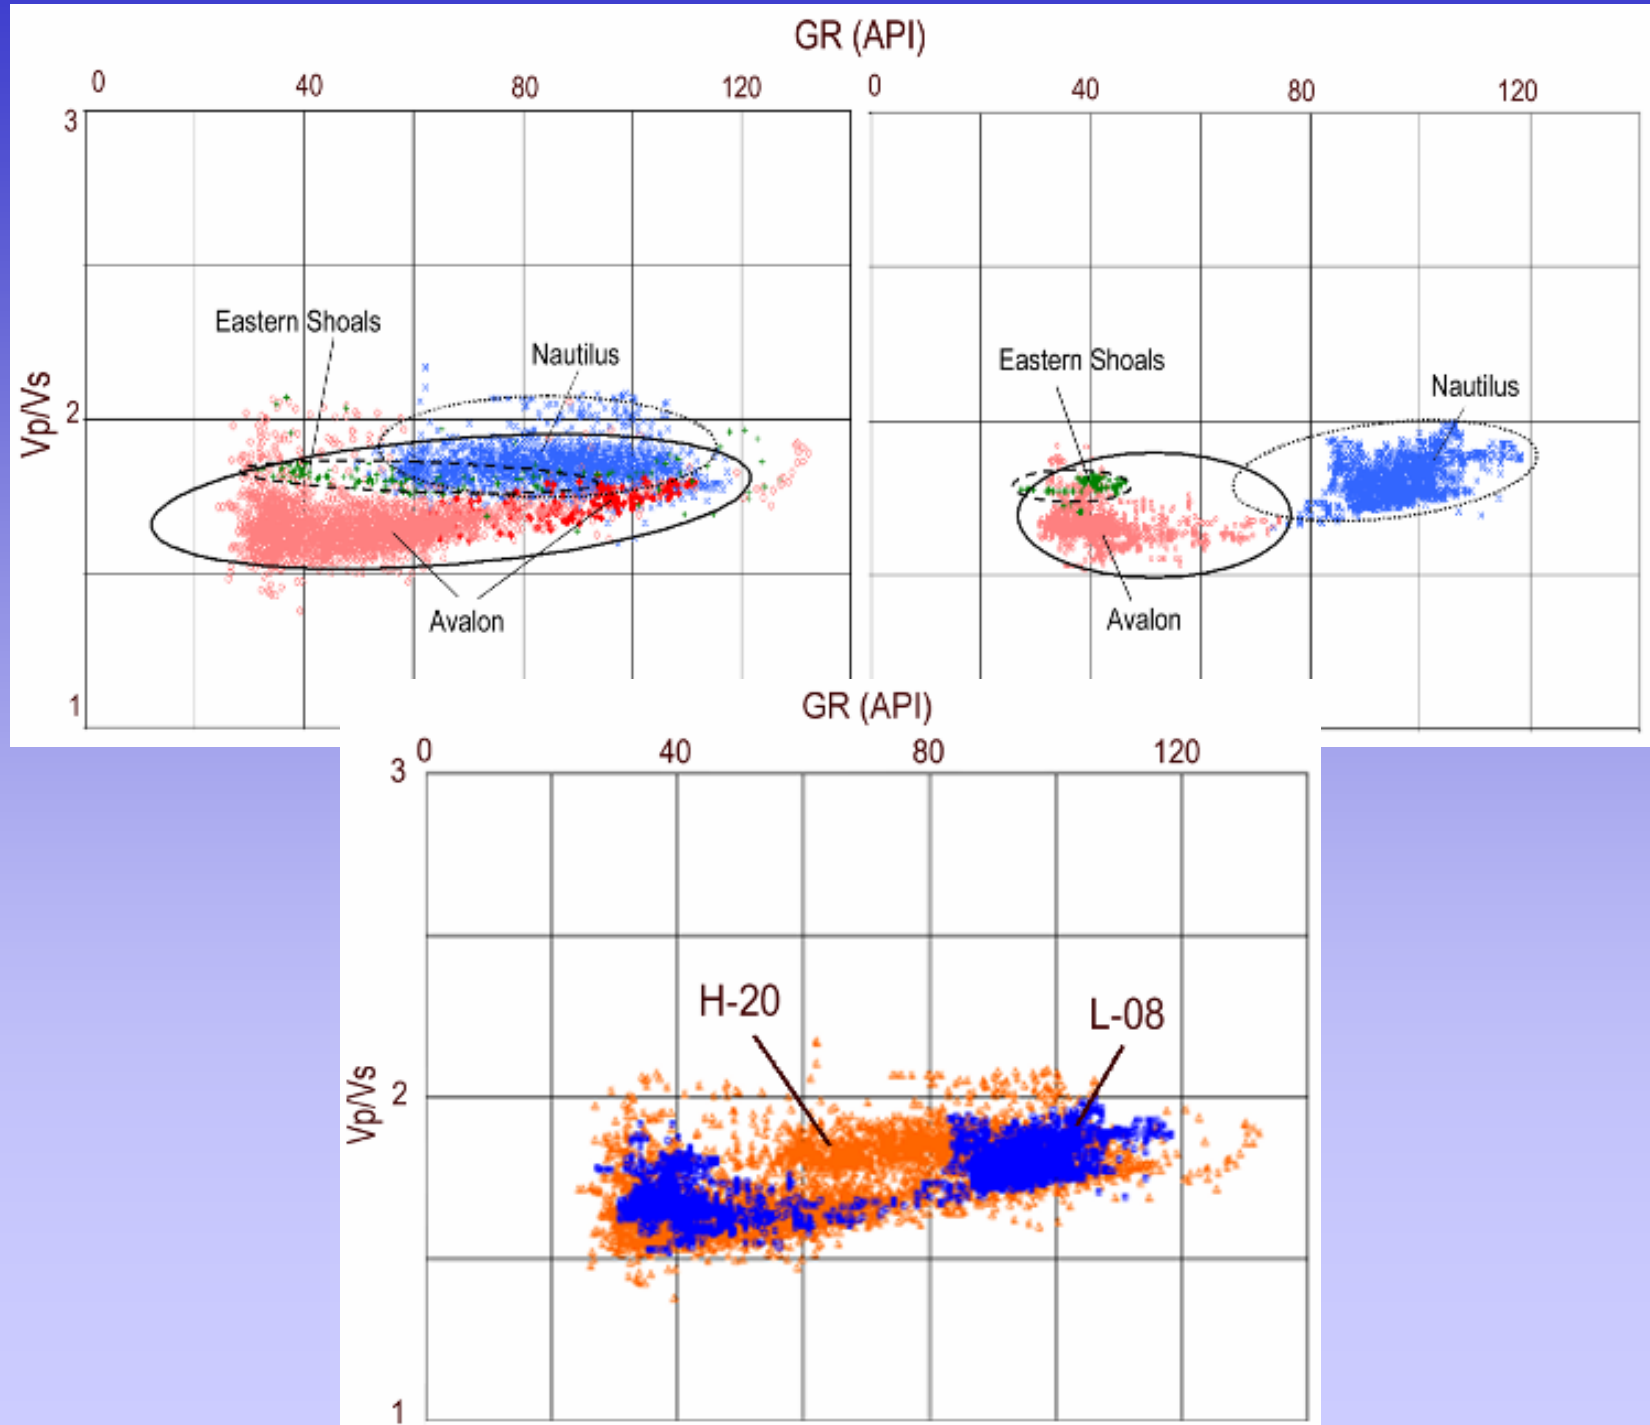 GR (API)
0 40 80 120 0 40 80 120
3
Eastern Shoals
Nautilus
Eastern Shoals
Nautilus
Vp/Vs
2
Avalon
Avalon
1
GR (API)
0 40 80 120
3
H-20
L-08
Vp/Vs
2
1